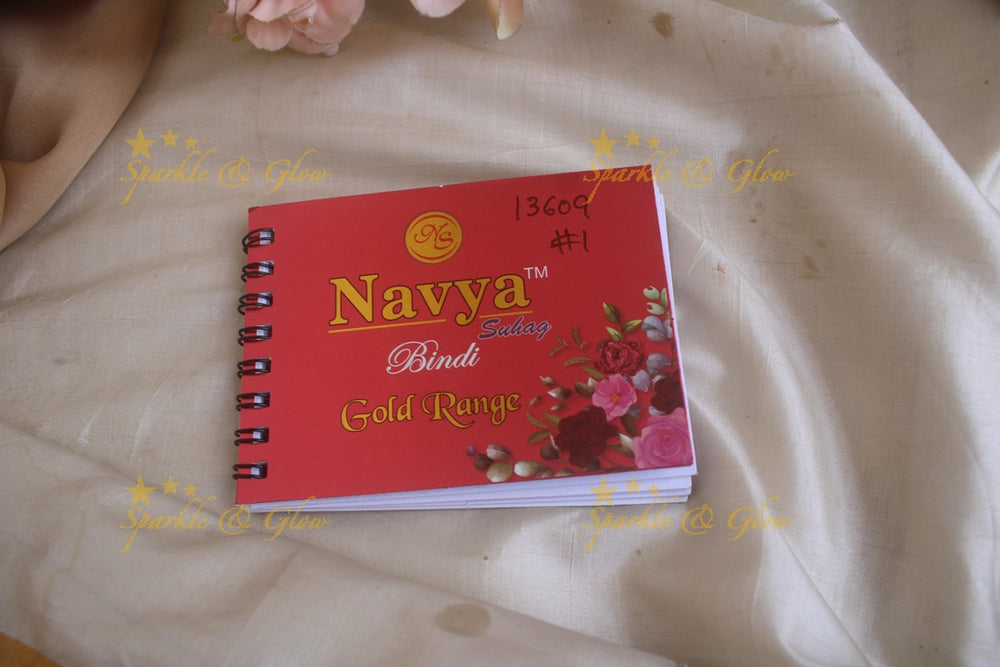 Sparkle & Glow
Sparkle & Glow
13609
#1
NS
Navya™
Suhag
Bindi
Gold Range
Sparkle & Glow
Sparkle & Glow